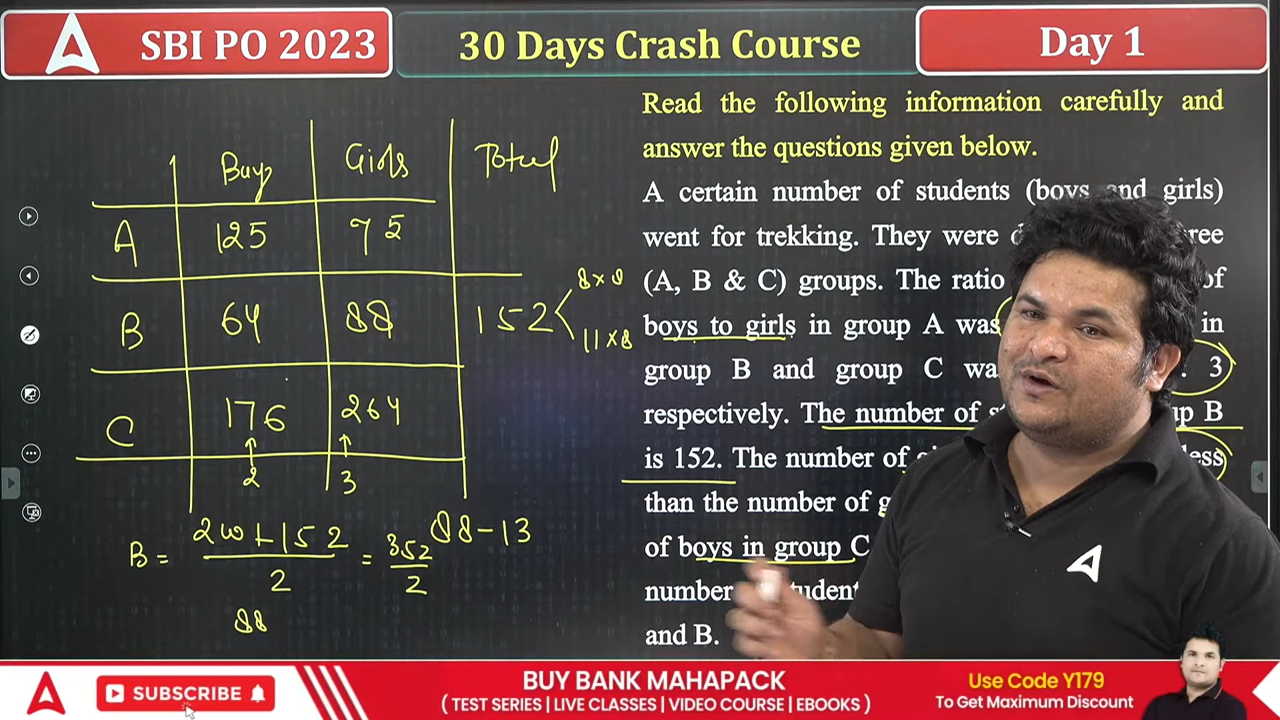 SBI PO 2023
30 Days Crash Course
Day 1
Read the following information carefully and
answer the questions given below.
A certain number of students (boys and girls)
went for trekking. They were
(A, B & C) groups. The ratio of
boys to girls in group A was in
group B and group C 3
respectively. The number of B
is 152. The number of less
than the number of
of boys in group C
number
and B.
Boys Girls Total
A 125 75
B 64 88 152 8×8
11×8
C 176 264
2 3
88-13
B = 200+152 = 352
2 2
88
SUBSCRIBE
BUY BANK MAHAPACK
( TEST SERIES | LIVE CLASSES | VIDEO COURSE | EBOOKS )
Use Code Y179
To Get Maximum Discount